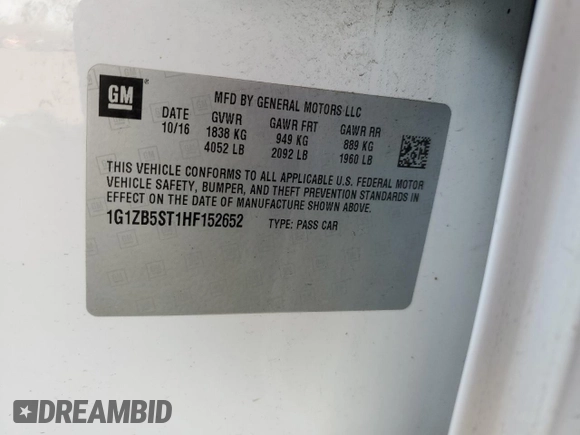 GM
MFD BY GENERAL MOTORS LLC
DATE GVWR GAWR FRT GAWR RR
10/16 1838 KG 949 KG 889 KG
4052 LB 2092 LB 1960 LB
THIS VEHICLE CONFORMS TO ALL APPLICABLE U.S. FEDERAL MOTOR
VEHICLE SAFETY, BUMPER, AND THEFT PREVENTION STANDARDS IN
EFFECT ON THE DATE OF MANUFACTURE SHOWN ABOVE.
1G1ZB5ST1HF152652 TYPE: PASS CAR
DREAMBID